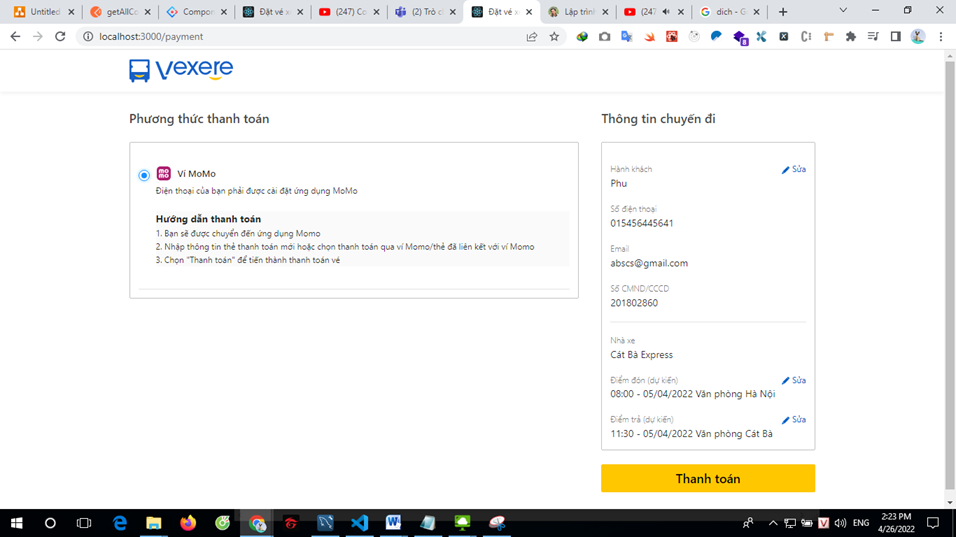 Untitled
getAllCo
Compon
Đặt vé x
(247) Co
(2) Trò c
Đặt vé x
Lập trìn
(247
dich - G
localhost:3000/payment
vexere
Phương thức thanh toán
Thông tin chuyến đi
mo
mo
Ví MoMo
Điện thoại của bạn phải được cài đặt ứng dụng MoMo
Hướng dẫn thanh toán
1. Bạn sẽ được chuyển đến ứng dụng Momo
2. Nhập thông tin thẻ thanh toán mới hoặc chọn thanh toán qua ví Momo/thẻ đã liên kết với ví Momo
3. Chọn "Thanh toán" để tiến thành thanh toán vé
Hành khách
Sửa
Phu
Số điện thoại
015456445641
Email
abscs@gmail.com
Số CMND/CCCD
201802860
Nhà xe
Cát Bà Express
Điểm đón (dự kiến)
Sửa
08:00 - 05/04/2022 Văn phòng Hà Nội
Điểm trả (dự kiến)
Sửa
11:30 - 05/04/2022 Văn phòng Cát Bà
Thanh toán
ENG
2:23 PM
4/26/2022